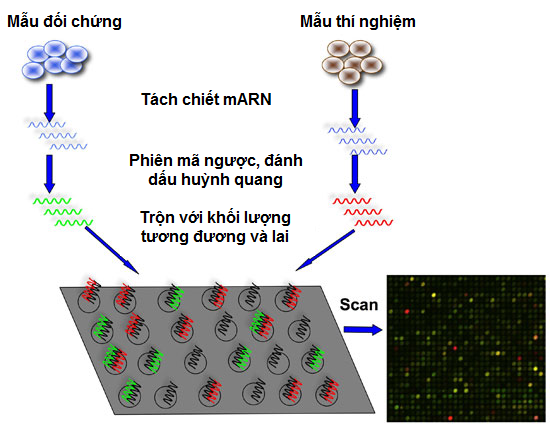 Mẫu đối chứng
Mẫu thí nghiệm
Tách chiết mARN
Phiên mã ngược, đánh
dấu huỳnh quang
Trộn với khối lượng
tương đương và lai
Scan